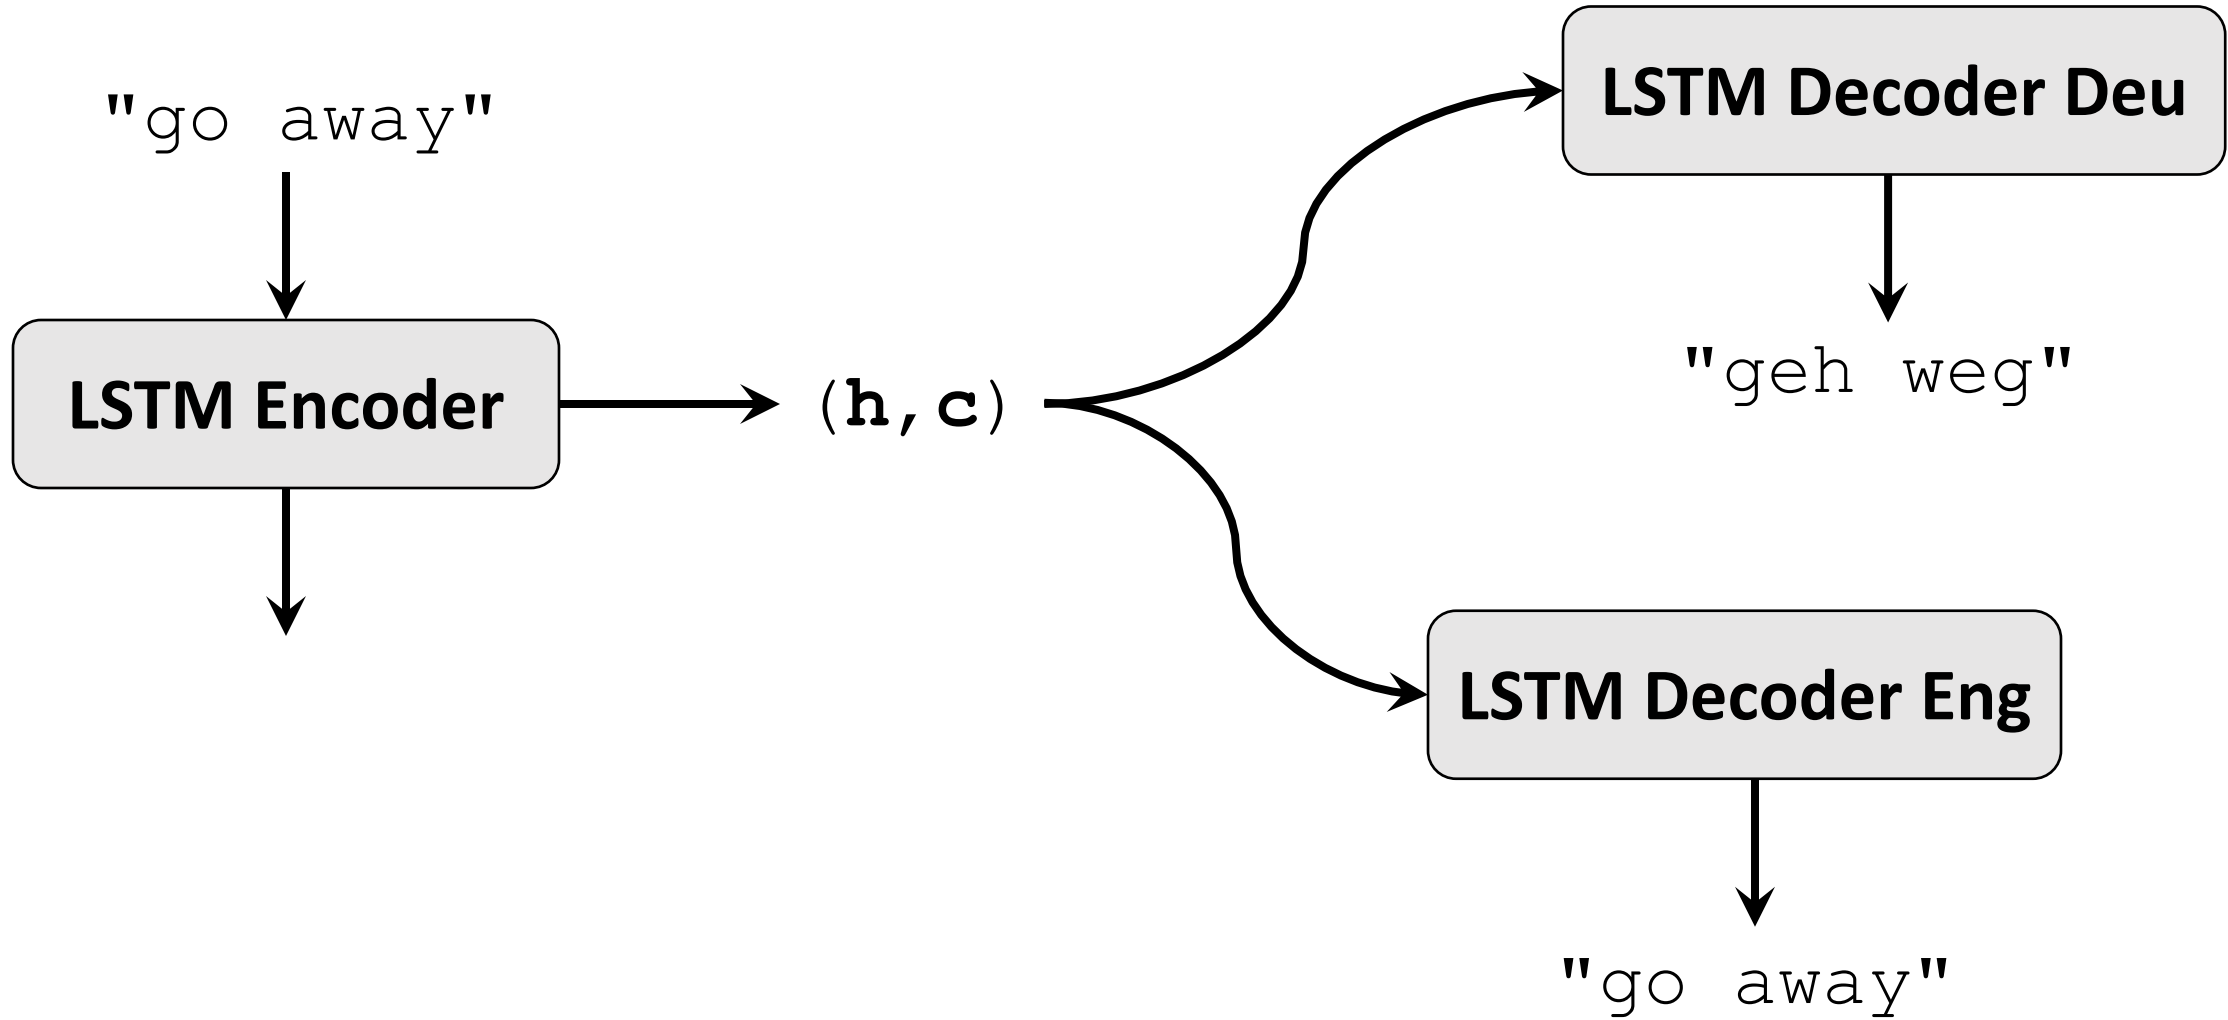 "go away"
LSTM Encoder
(h,c)
LSTM Decoder Deu
"geh weg"
LSTM Decoder Eng
"go away"